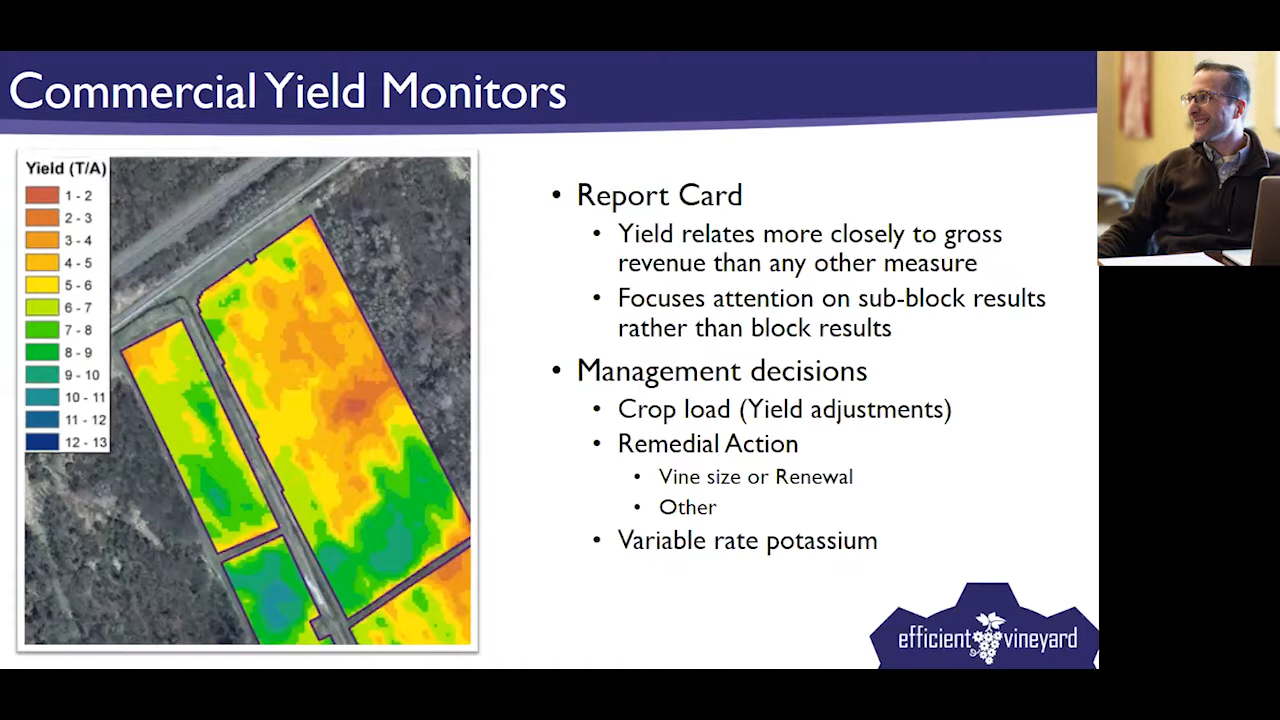 Commercial Yield Monitors
Yield (T/A)
1 - 2
2 - 3
3 - 4
4 - 5
5 - 6
6 - 7
7 - 8
8 - 9
9 - 10
10 - 11
11 - 12
12 - 13
• Report Card
• Yield relates more closely to gross
revenue than any other measure
• Focuses attention on sub-block results
rather than block results
• Management decisions
• Crop load (Yield adjustments)
• Remedial Action
• Vine size or Renewal
• Other
• Variable rate potassium
efficient vineyard